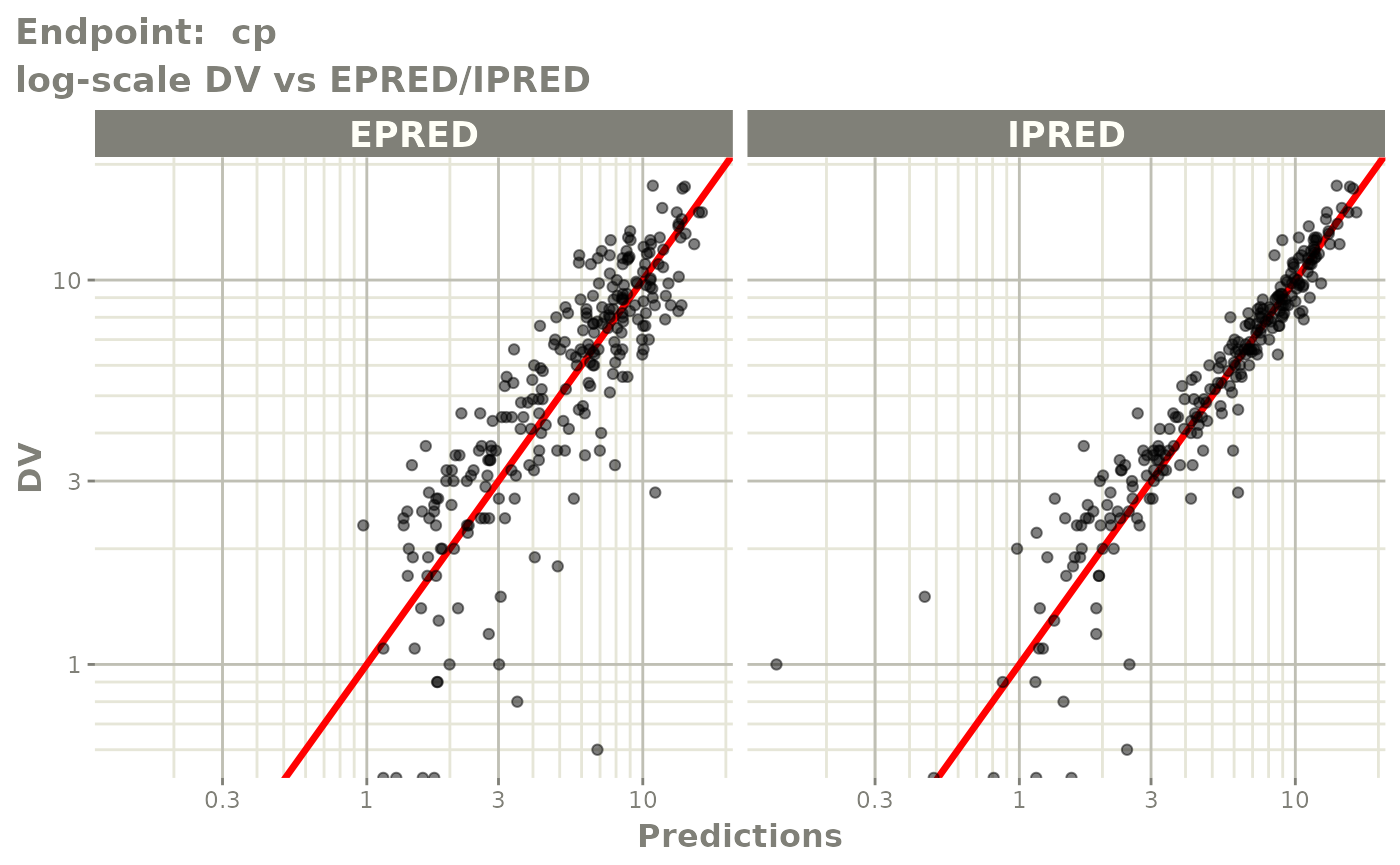 Endpoint:  cp
log-scale DV vs EPRED/IPRED
EPRED
IPRED
10
3
1
DV
0.3 1 3 10
0.3 1 3 10
Predictions